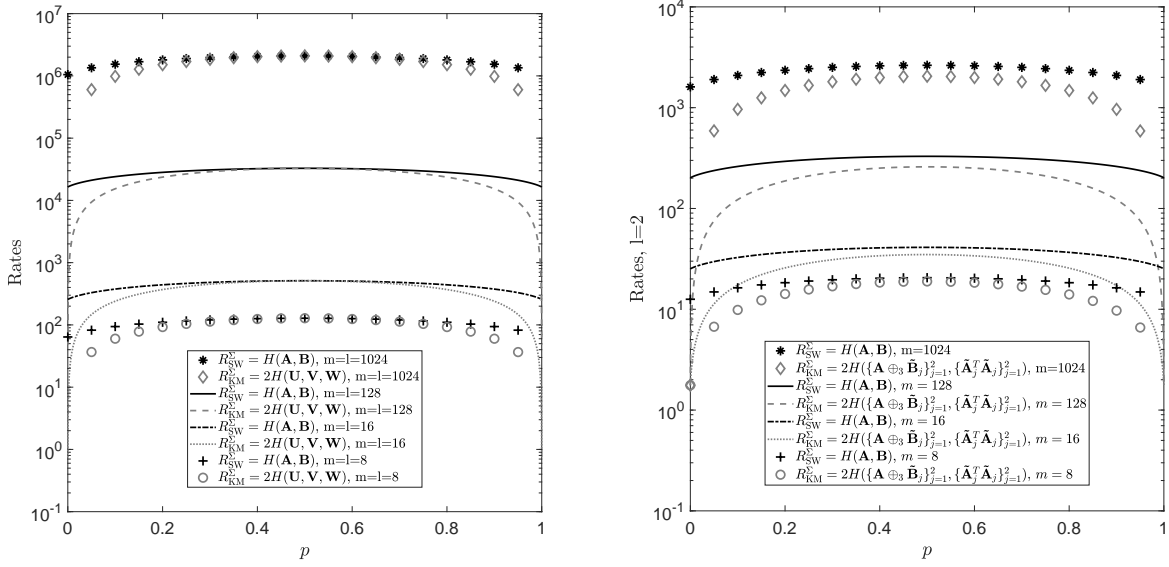 10^7
10^6
10^5
10^4
10^3
10^2
10^1
10^0
10^-1
Rates
0
0.2
0.4
0.6
0.8
1
p
R^Σ_SW = H(A, B), m=l=1024
R^Σ_KM = 2H(U, V, W), m=l=1024
R^Σ_SW = H(A, B), m=l=128
R^Σ_KM = 2H(U, V, W), m=l=128
R^Σ_SW = H(A, B), m=l=16
R^Σ_KM = 2H(U, V, W), m=l=16
R^Σ_SW = H(A, B), m=l=8
R^Σ_KM = 2H(U, V, W), m=l=8
10^4
10^3
10^2
10^1
10^0
10^-1
Rates, l=2
0
0.2
0.4
0.6
0.8
1
p
R^Σ_SW = H(A, B), m=1024
R^Σ_KM = 2H({A ⊕_3 B̃_j}^2_{j=1}, {Ã^T_j Ã_j}^2_{j=1}), m=1024
R^Σ_SW = H(A, B), m = 128
R^Σ_KM = 2H({A ⊕_3 B̃_j}^2_{j=1}, {Ã^T_j Ã_j}^2_{j=1}), m = 128
R^Σ_SW = H(A, B), m = 16
R^Σ_KM = 2H({A ⊕_3 B̃_j}^2_{j=1}, {Ã^T_j Ã_j}^2_{j=1}), m = 16
R^Σ_SW = H(A, B), m = 8
R^Σ_KM = 2H({A ⊕_3 B̃_j}^2_{j=1}, {Ã^T_j Ã_j}^2_{j=1}), m = 8